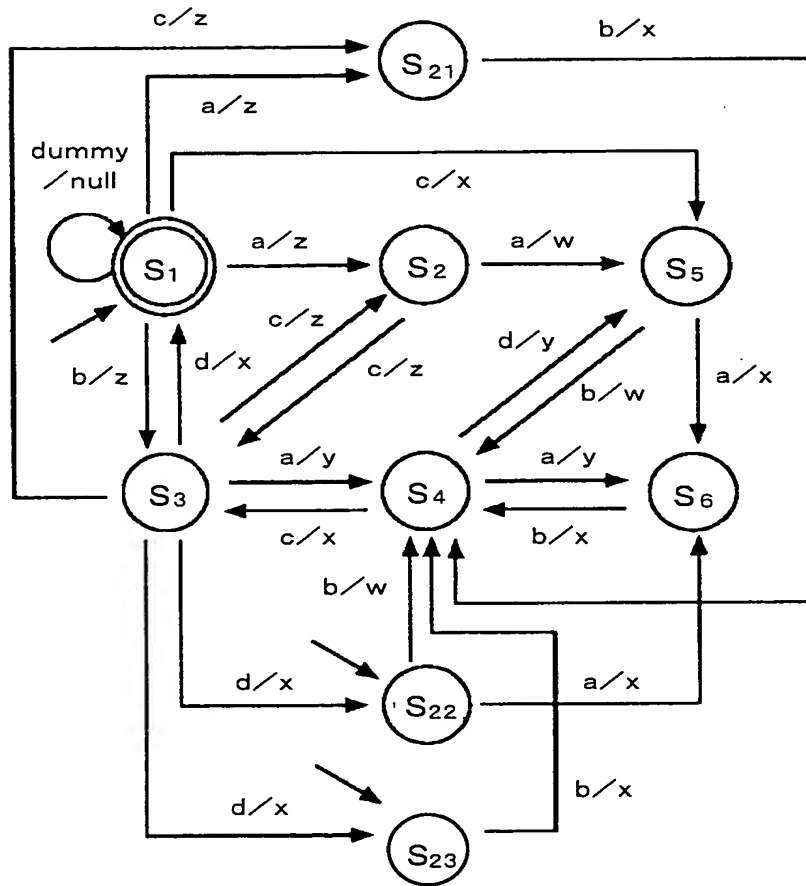 c/z
b/x
S21
a/z
dummy
/null
c/x
S1
a/z
S2
a/w
S5
c/z
d/y
b/z
d/x
c/z
b/w
a/x
S3
a/y
S4
a/y
S6
c/x
b/x
b/w
d/x
S22
a/x
d/x
b/x
S23